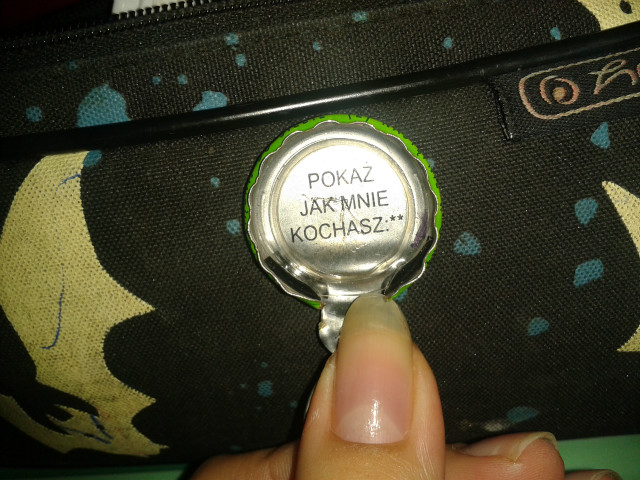 POKAŻ
JAK MNIE
KOCHASZ:**